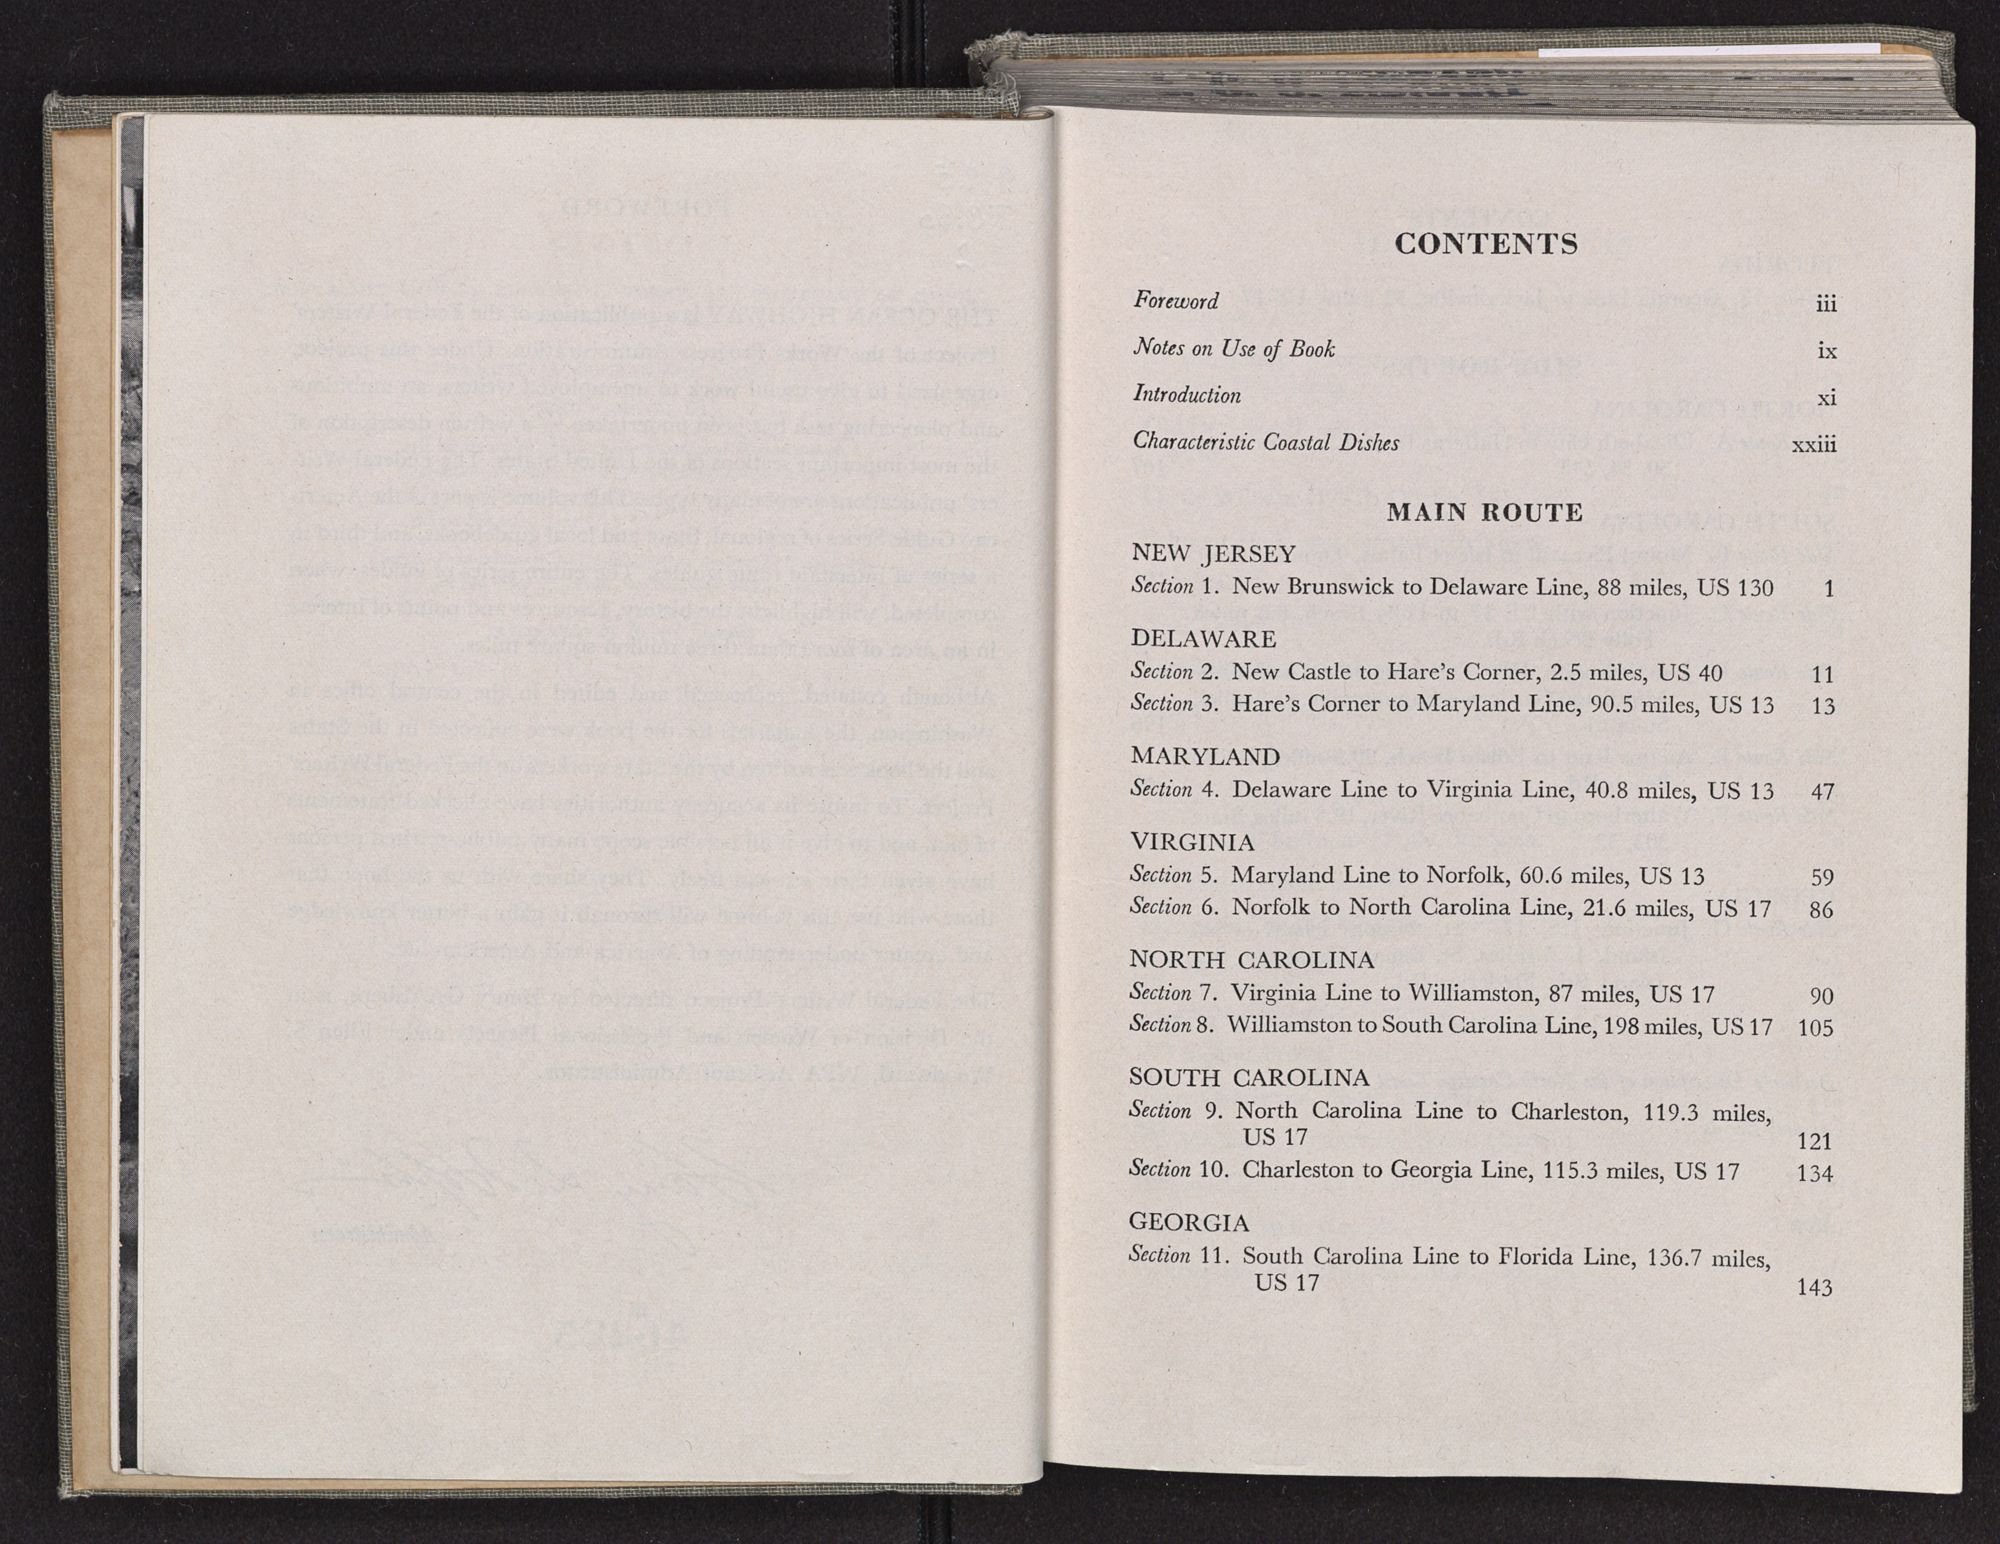 CONTENTS
Foreword iii
Notes on Use of Book ix
Introduction xi
Characteristic Coastal Dishes xxiii
MAIN ROUTE
NEW JERSEY
Section 1. New Brunswick to Delaware Line, 88 miles, US 130 1
DELAWARE
Section 2. New Castle to Hare's Corner, 2.5 miles, US 40 11
Section 3. Hare's Corner to Maryland Line, 90.5 miles, US 13 13
MARYLAND
Section 4. Delaware Line to Virginia Line, 40.8 miles, US 13 47
VIRGINIA
Section 5. Maryland Line to Norfolk, 60.6 miles, US 13 59
Section 6. Norfolk to North Carolina Line, 21.6 miles, US 17 86
NORTH CAROLINA
Section 7. Virginia Line to Williamston, 87 miles, US 17 90
Section 8. Williamston to South Carolina Line, 198 miles, US 17 105
SOUTH CAROLINA
Section 9. North Carolina Line to Charleston, 119.3 miles,
US 17 121
Section 10. Charleston to Georgia Line, 115.3 miles, US 17 134
GEORGIA
Section 11. South Carolina Line to Florida Line, 136.7 miles,
US 17 143